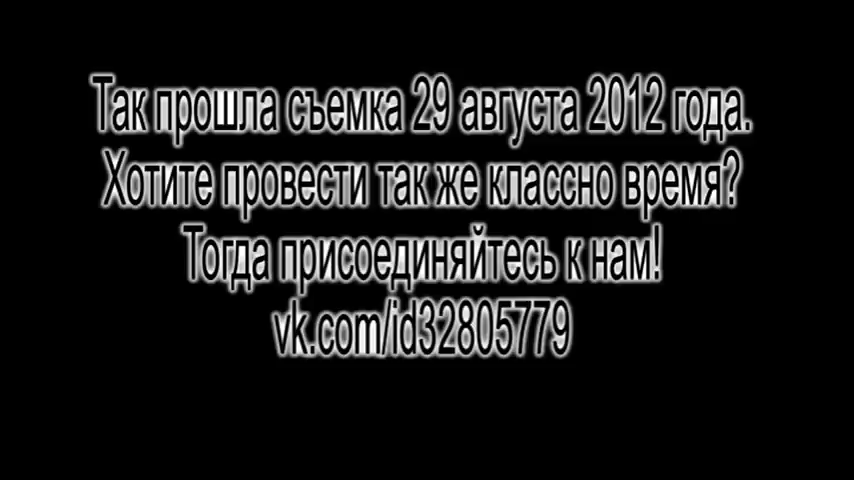 Так прошла съемка 29 августа 2012 года.
Хотите провести так же классно время?
Тогда присоединяйтесь к нам!
vk.com/id32805779